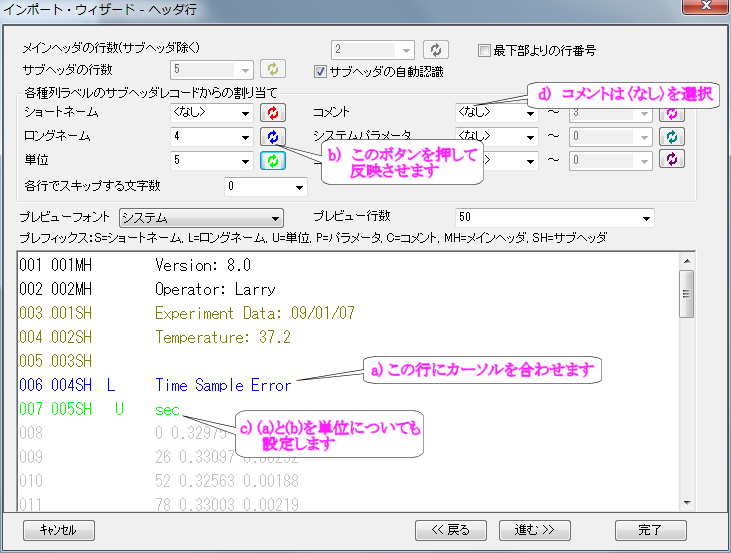 インポート・ウィザード - ヘッダ行
メインヘッダの行数(サブヘッダ除く)
2
最下部よりの行番号
サブヘッダの行数
5
サブヘッダの自動認識
各種列ラベルのサブヘッダレコードからの割り当て
d) コメントは〈なし〉を選択
ショートネーム
〈なし〉
コメント
〈なし〉
～
3
ロングネーム
4
システムパラメータ
〈なし〉
～
0
b) このボタンを押して
反映させます
単位
5
～
0
各行でスキップする文字数
0
プレビューフォント
システム
プレビュー行数
50
プレフィックス：S=ショートネーム, L=ロングネーム, U=単位, P=パラメータ, C=コメント, MH=メインヘッダ, SH=サブヘッダ
001 001MH Version: 8.0
002 002MH Operator: Larry
003 001SH Experiment Data: 09/01/07
004 002SH Temperature: 37.2
005 003SH
a) この行にカーソルを合わせます
006 004SH L Time Sample Error
007 005SH U sec
c) (a)と(b)を単位についても
設定します
008 0 0.32975
009 26 0.33097
010 52 0.32563 0.00188
011 78 0.33003 0.00219
キャンセル
<< 戻る
進む >>
完了